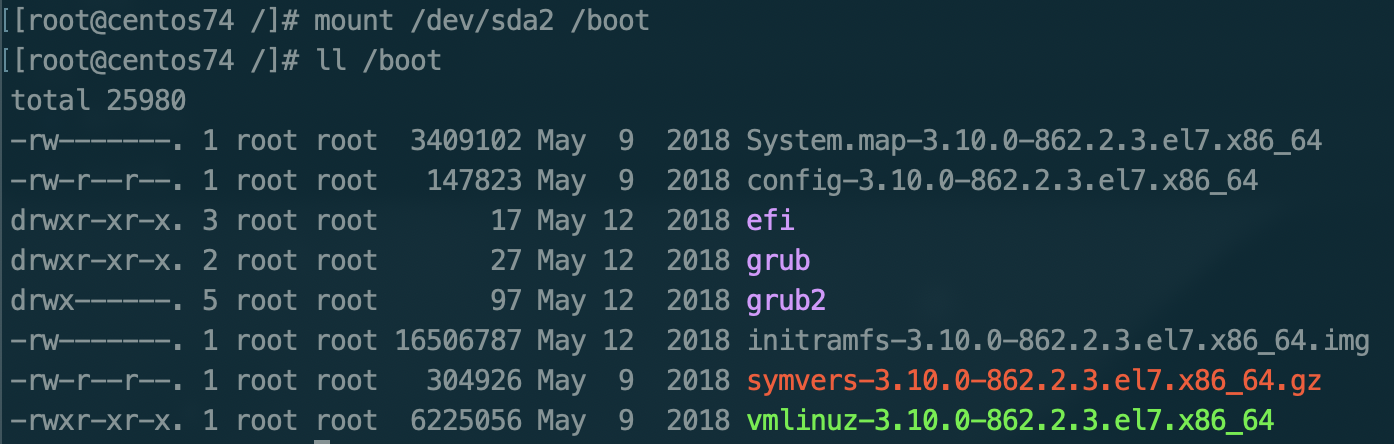 [[root@centos74 /]# mount /dev/sda2 /boot
[[root@centos74 /]# ll /boot
total 25980
-rw-------. 1 root root  3409102 May  9  2018 System.map-3.10.0-862.2.3.el7.x86_64
-rw-r--r--. 1 root root   147823 May  9  2018 config-3.10.0-862.2.3.el7.x86_64
drwxr-xr-x. 3 root root       17 May 12  2018 efi
drwxr-xr-x. 2 root root       27 May 12  2018 grub
drwx------. 5 root root       97 May 12  2018 grub2
-rw-------. 1 root root 16506787 May 12  2018 initramfs-3.10.0-862.2.3.el7.x86_64.img
-rw-r--r--. 1 root root   304926 May  9  2018 symvers-3.10.0-862.2.3.el7.x86_64.gz
-rwxr-xr-x. 1 root root  6225056 May  9  2018 vmlinuz-3.10.0-862.2.3.el7.x86_64